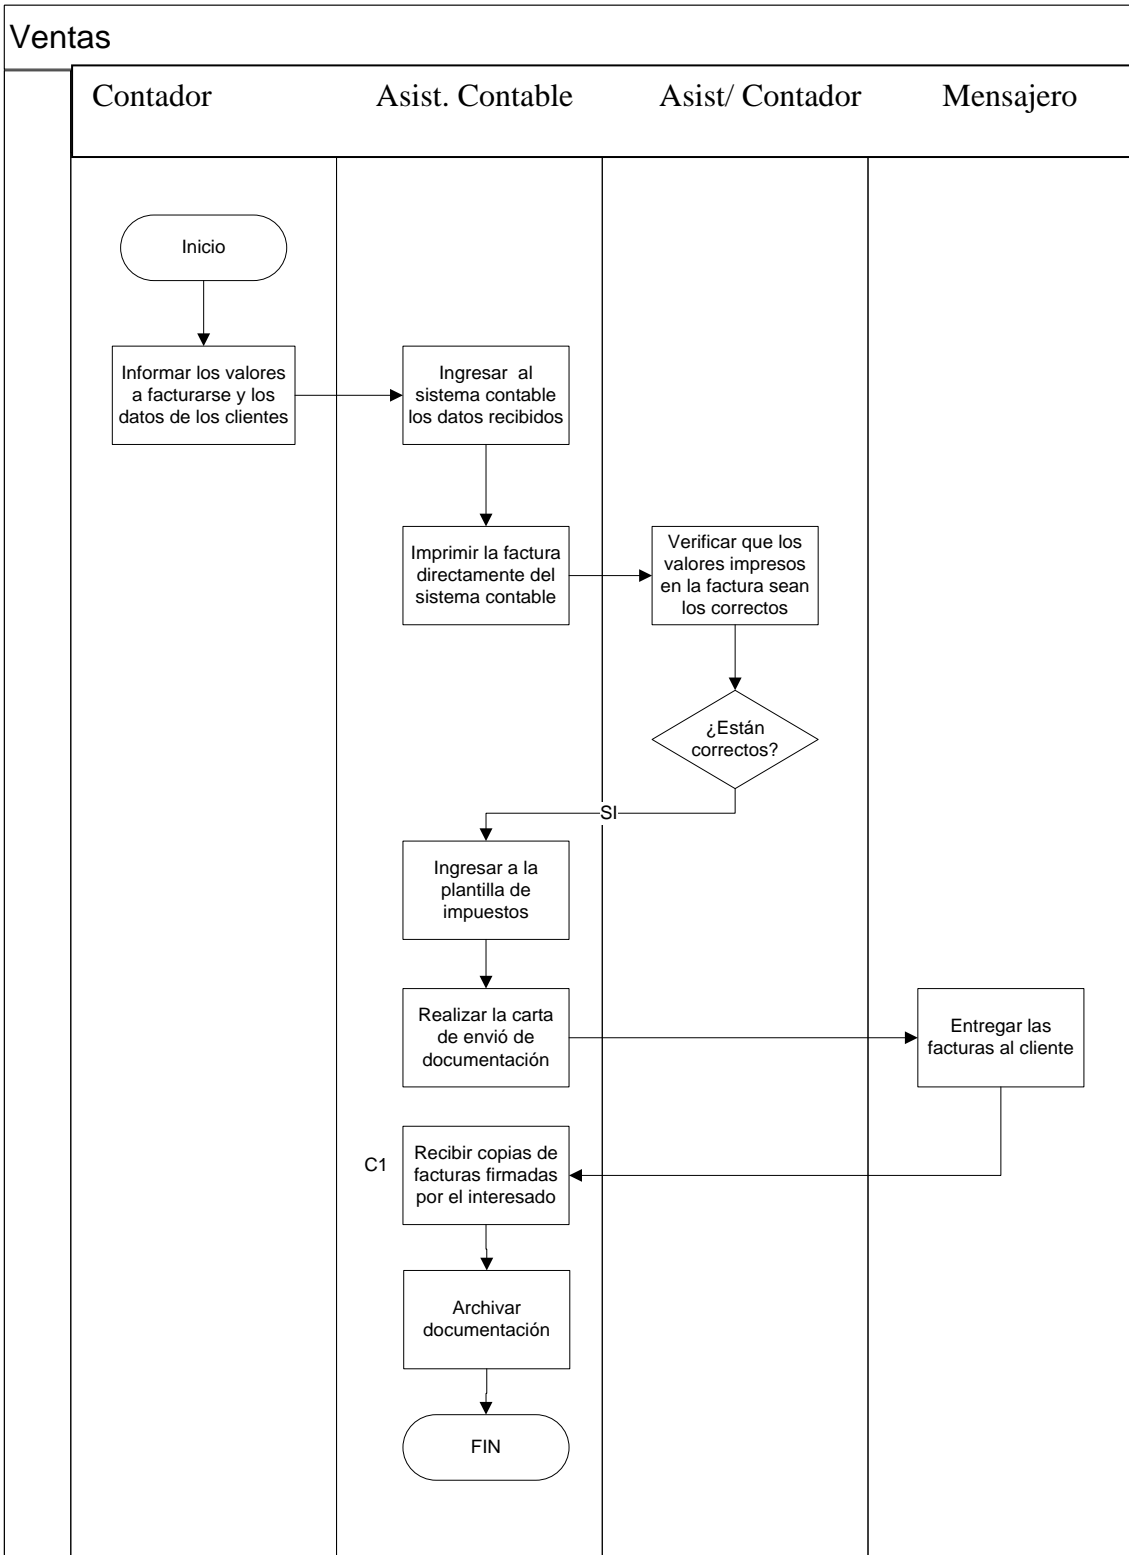 Ventas
Contador
Asist. Contable
Asist/ Contador
Mensajero
Inicio
Informar los valores
a facturarse y los
datos de los clientes
Ingresar al
sistema contable
los datos recibidos
Imprimir la factura
directamente del
sistema contable
Verificar que los
valores impresos
en la factura sean
los correctos
¿Están
correctos?
SI
Ingresar a la
plantilla de
impuestos
Realizar la carta
de envió de
documentación
Entregar las
facturas al cliente
C1
Recibir copias de
facturas firmadas
por el interesado
Archivar
documentación
FIN